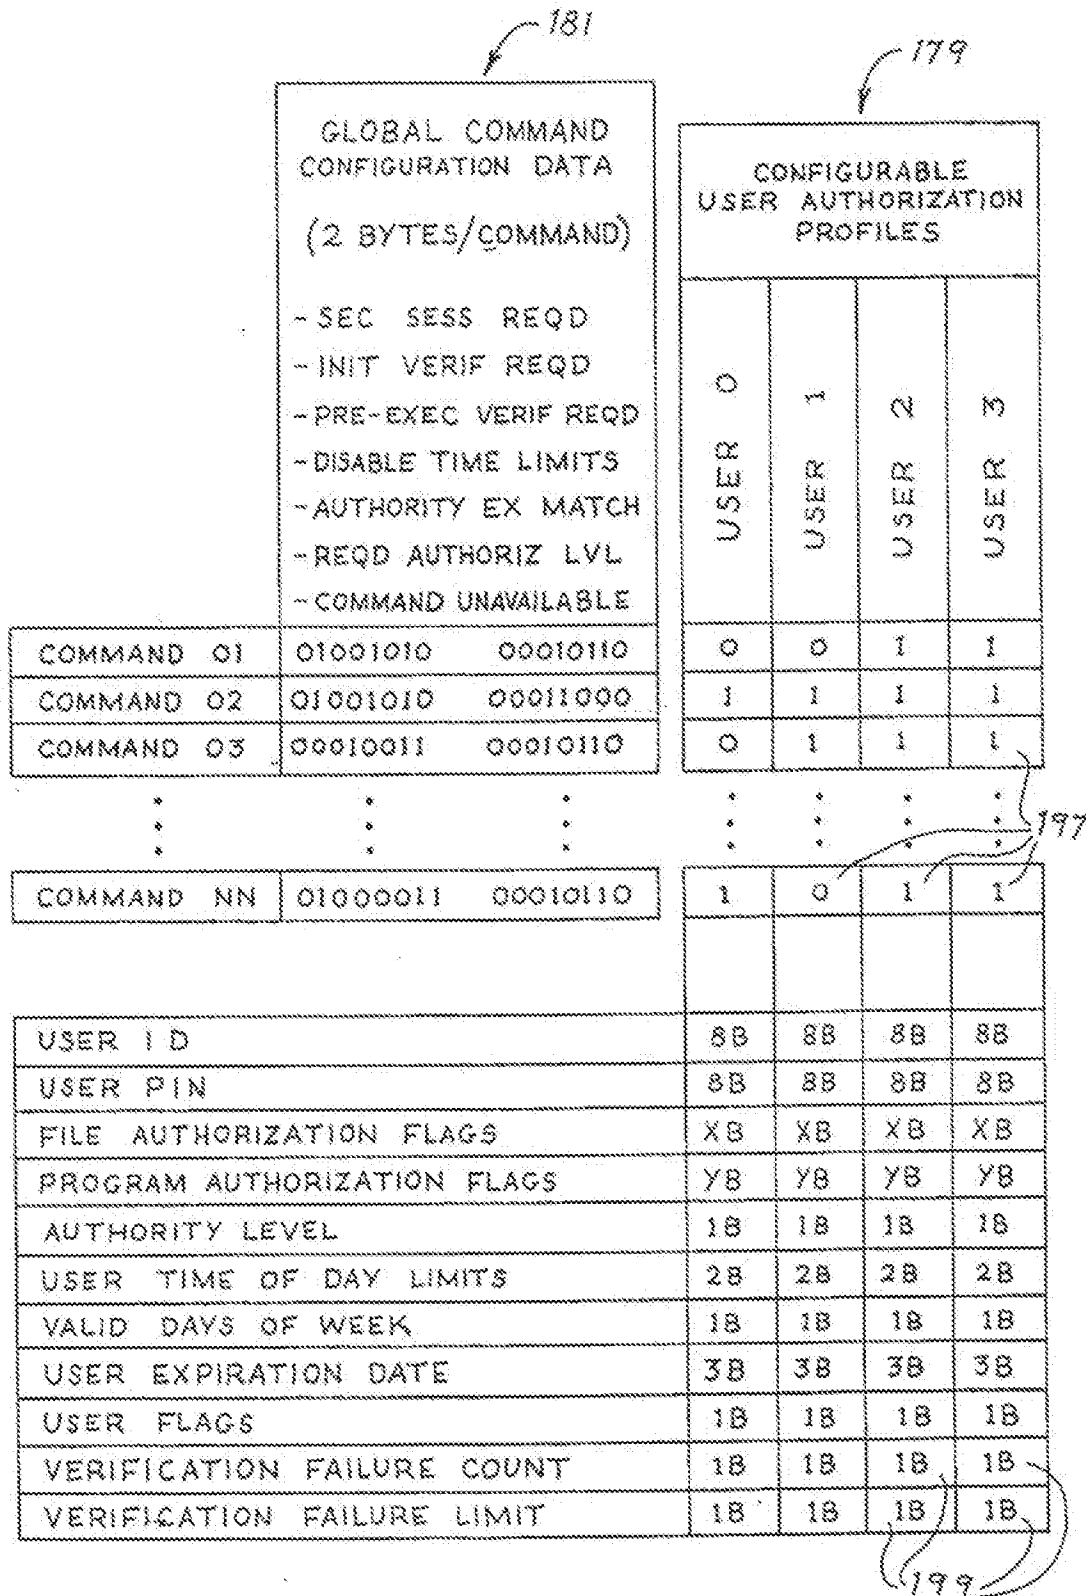 181
179
GLOBAL COMMAND
CONFIGURATION DATA
(2 BYTES/COMMAND)
- SEC SESS REQD
- INIT VERIF REQD
- PRE-EXEC VERIF REQD
- DISABLE TIME LIMITS
- AUTHORITY EX MATCH
- REQD AUTHORIZ LVL
- COMMAND UNAVAILABLE
CONFIGURABLE
USER AUTHORIZATION
PROFILES
USER 0
USER 1
USER 2
USER 3
COMMAND 01 01001010 00010110 0 0 1 1
COMMAND 02 01001010 00011000 1 1 1 1
COMMAND 03 00010011 00010110 0 1 1 1
197
COMMAND NN 01000011 00010110 1 0 1 1
USER ID 8B 8B 8B 8B
USER PIN 8B 8B 8B 8B
FILE AUTHORIZATION FLAGS XB XB XB XB
PROGRAM AUTHORIZATION FLAGS YB YB YB YB
AUTHORITY LEVEL 1B 1B 1B 1B
USER TIME OF DAY LIMITS 2B 2B 2B 2B
VALID DAYS OF WEEK 1B 1B 1B 1B
USER EXPIRATION DATE 3B 3B 3B 3B
USER FLAGS 1B 1B 1B 1B
VERIFICATION FAILURE COUNT 1B 1B 1B 1B
VERIFICATION FAILURE LIMIT 1B 1B 1B 1B
199